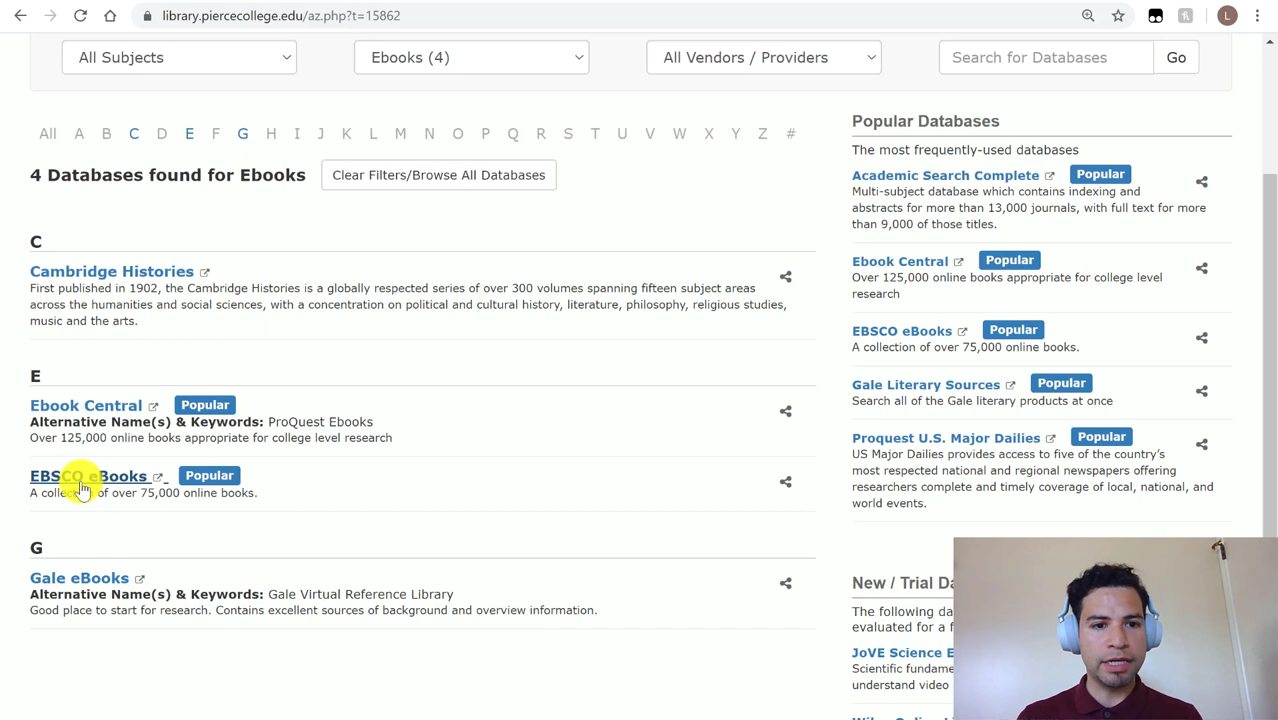 library.piercecollege.edu/az.php?t=15862
L
All Subjects
Ebooks (4)
All Vendors / Providers
Search for Databases
Go
All A B C D E F G H I J K L M N O P Q R S T U V W X Y Z #
4 Databases found for Ebooks
Clear Filters/Browse All Databases
C
Cambridge Histories
First published in 1902, the Cambridge Histories is a globally respected series of over 300 volumes spanning fifteen subject areas
across the humanities and social sciences, with a concentration on political and cultural history, literature, philosophy, religious studies,
music and the arts.
E
Ebook Central Popular
Alternative Name(s) & Keywords: ProQuest Ebooks
Over 125,000 online books appropriate for college level research
EBSCO eBooks Popular
A collection of over 75,000 online books.
G
Gale eBooks
Alternative Name(s) & Keywords: Gale Virtual Reference Library
Good place to start for research. Contains excellent sources of background and overview information.
Popular Databases
The most frequently-used databases
Academic Search Complete Popular
Multi-subject database which contains indexing and
abstracts for more than 13,000 journals, with full text for more
than 9,000 of those titles.
Ebook Central Popular
Over 125,000 online books appropriate for college level
research
EBSCO eBooks Popular
A collection of over 75,000 online books.
Gale Literary Sources Popular
Search all of the Gale literary products at once
Proquest U.S. Major Dailies Popular
US Major Dailies provides access to five of the country's
most respected national and regional newspapers offering
researchers complete and timely coverage of local, national, and
world events.
New / Trial Da
The following da
evaluated for a f
JoVE Science E
Scientific fundame
understand video